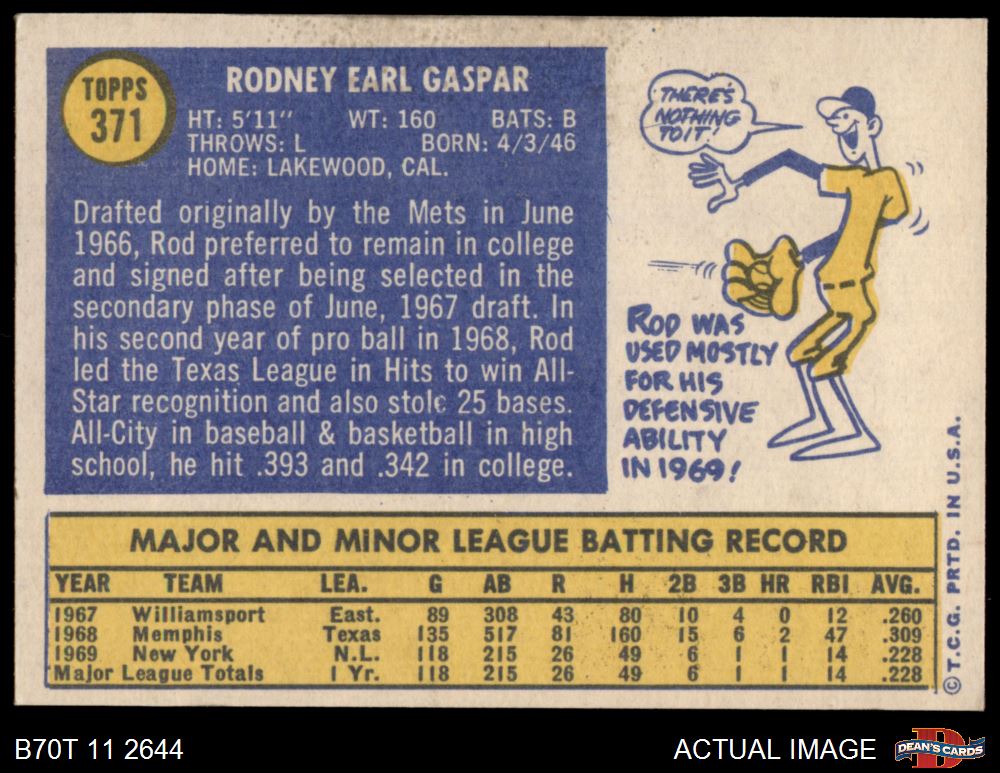 TOPPS
371
RODNEY EARL GASPAR
HT: 5'11" WT: 160 BATS: B
THROWS: L BORN: 4/3/46
HOME: LAKEWOOD, CAL.
Drafted originally by the Mets in June
1966, Rod preferred to remain in college
and signed after being selected in the
secondary phase of June, 1967 draft. In
his second year of pro ball in 1968, Rod
led the Texas League in Hits to win All-
Star recognition and also stole 25 bases.
All-City in baseball & basketball in high
school, he hit .393 and .342 in college.
THERE'S
NOTHING
TO IT!
ROD WAS
USED MOSTLY
FOR HIS
DEFENSIVE
ABILITY
IN 1969!
MAJOR AND MINOR LEAGUE BATTING RECORD
YEAR TEAM LEA. G AB R H 2B 3B HR RBI AVG.
1967 Williamsport East. 89 308 43 80 10 4 0 12 .260
1968 Memphis Texas 135 517 81 160 15 6 2 47 .309
1969 New York N.L. 118 215 26 49 6 1 1 14 .228
Major League Totals 1 Yr. 118 215 26 49 6 1 1 14 .228
© T.C.G. PRTD. IN U.S.A.
B70T 11 2644
ACTUAL IMAGE
D
DEAN'S CARDS